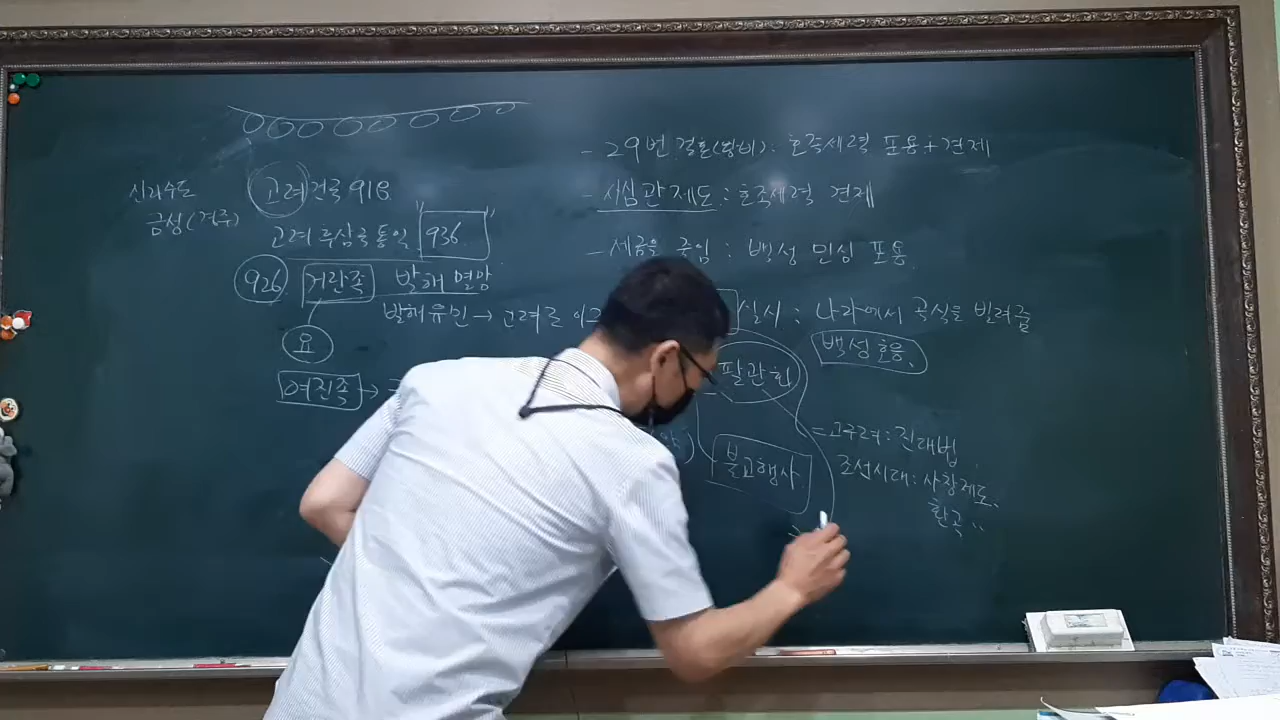 신라수도
금성(경주)
고려 건국 918
고려 후삼국 통일 "936"
926 거란족 발해 멸망
발해유민 → 고려로
요
여진족 →
- 29번 결혼(왕비): 호족세력 포용+견제
- 사심관 제도: 호족세력 견제
- 세금을 줄임: 백성 민심 포용
실시: 나라에서 곡식을 빌려줌
백성 호응
팔관회
불교행사
= 고구려: 진대법
조선시대: 사창제도,
환곡..